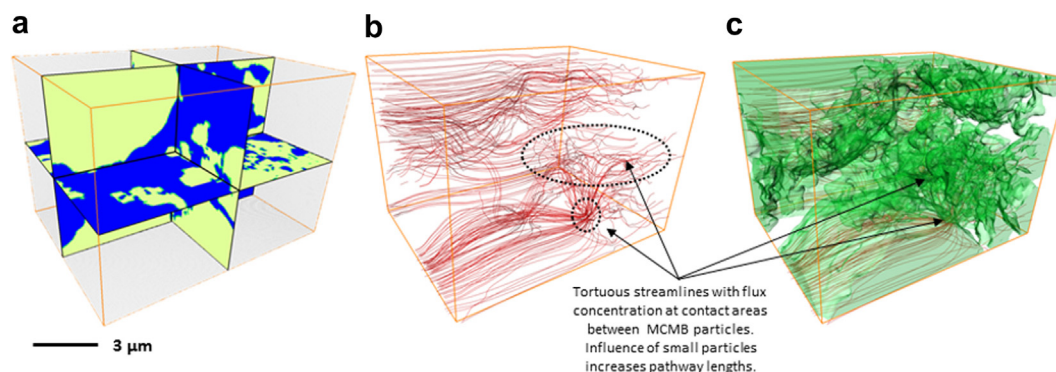 a
b
c
3 µm
Tortuous streamlines with flux
concentration at contact areas
between MCMB particles.
Influence of small particles
increases pathway lengths.